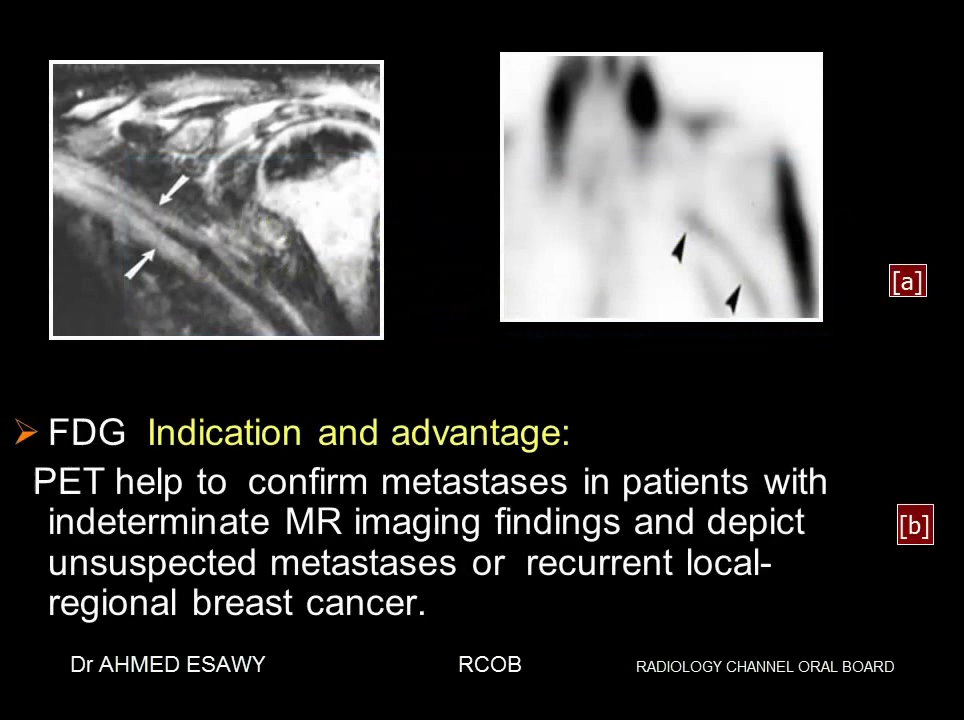 [a]
FDG Indication and advantage:
PET help to confirm metastases in patients with
indeterminate MR imaging findings and depict
[b]
unsuspected metastases or recurrent local-
regional breast cancer.
Dr AHMED ESAWY RCOB RADIOLOGY CHANNEL ORAL BOARD